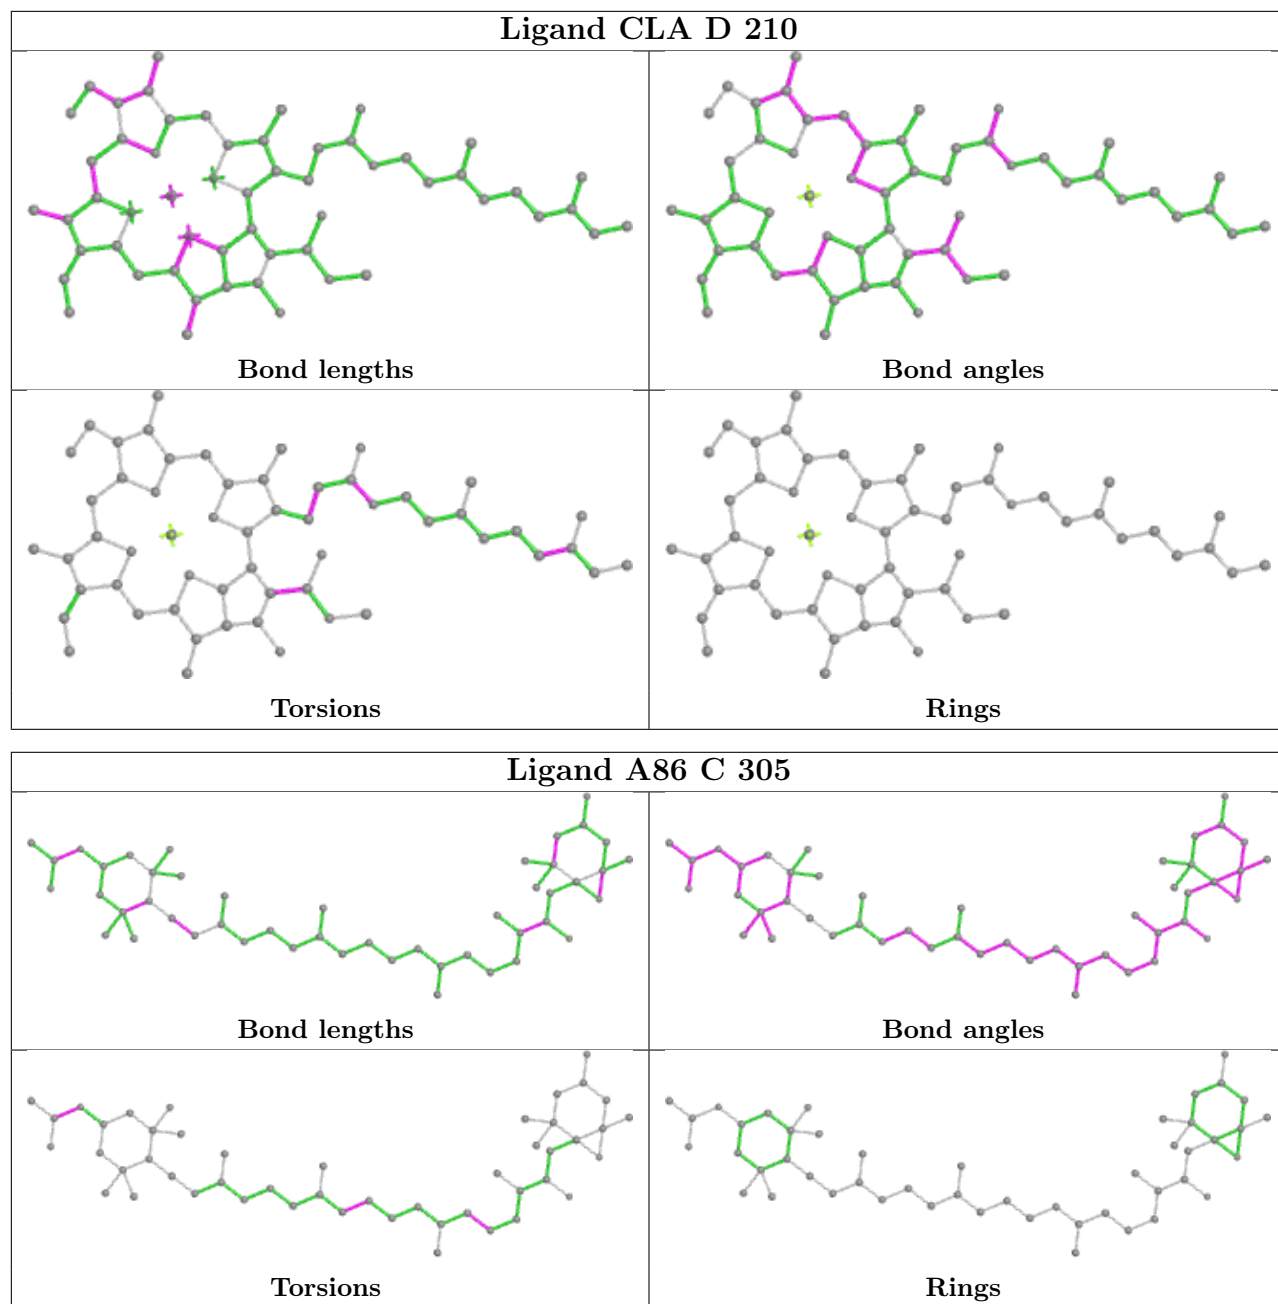 Ligand CLA D 210
Bond lengths
Bond angles
Torsions
Rings
Ligand A86 C 305
Bond lengths
Bond angles
Torsions
Rings